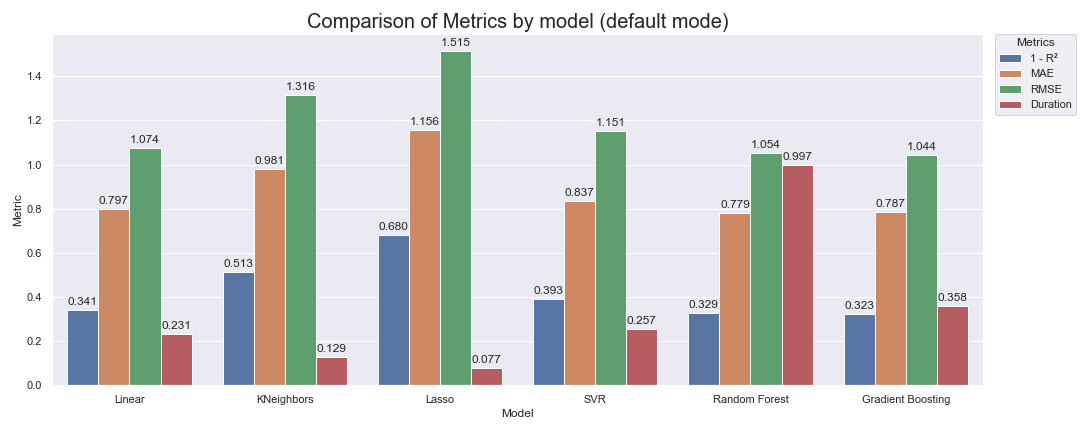 Comparison of Metrics by model (default mode)
Metrics
1 - R²
MAE
RMSE
Duration
Metric
1.4
1.2
1.0
0.8
0.6
0.4
0.2
0.0
0.341
0.797
1.074
0.231
0.513
0.981
1.316
0.129
0.680
1.156
1.515
0.077
0.393
0.837
1.151
0.257
0.329
0.779
1.054
0.997
0.323
0.787
1.044
0.358
Linear
KNeighbors
Lasso
SVR
Random Forest
Gradient Boosting
Model